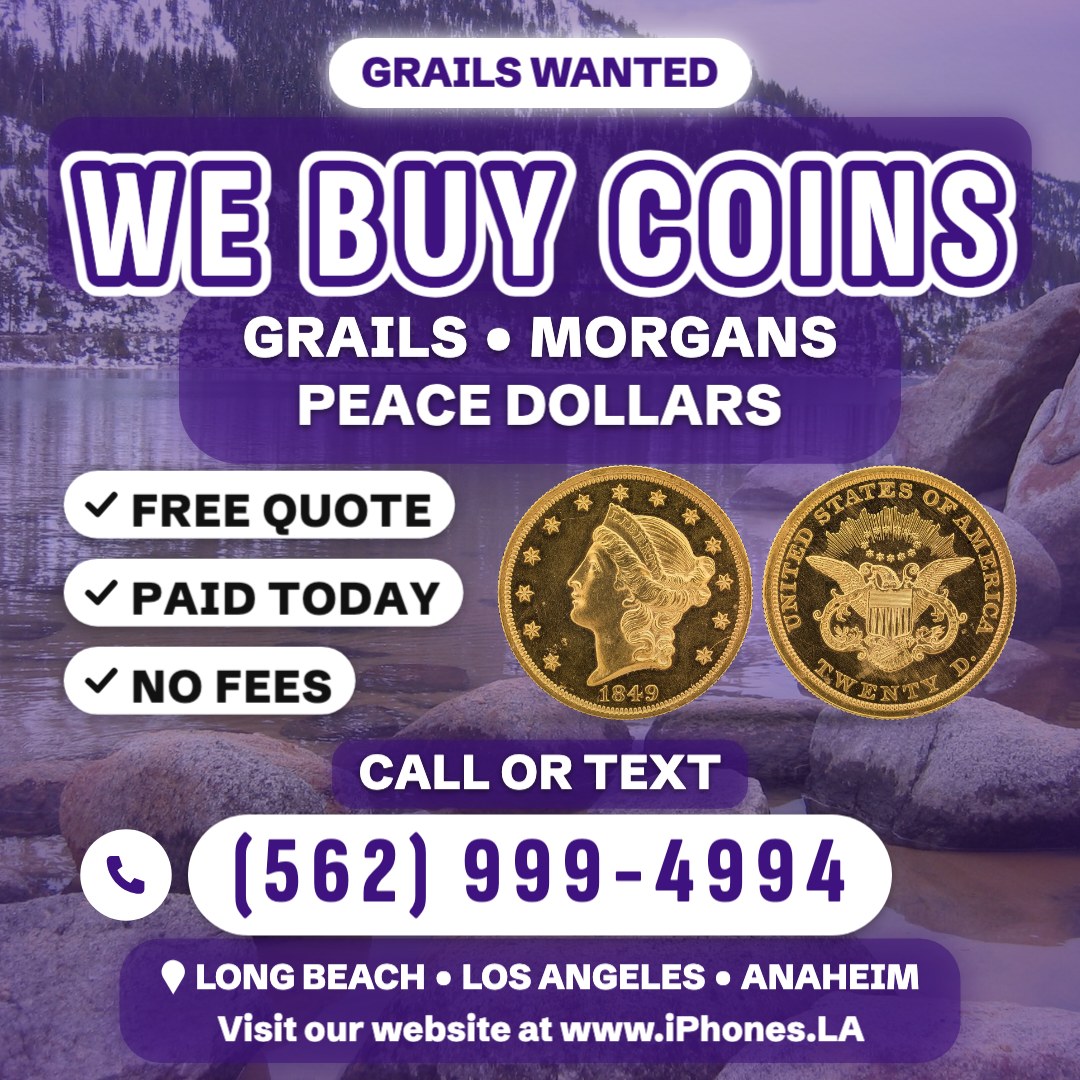 GRAILS WANTED
WE BUY COINS
GRAILS • MORGANS
PEACE DOLLARS
✓ FREE QUOTE
✓ PAID TODAY
✓ NO FEES
1849
UNITED STATES OF AMERICA
TWENTY D.
CALL OR TEXT
(562) 999-4994
LONG BEACH • LOS ANGELES • ANAHEIM
Visit our website at www.iPhones.LA